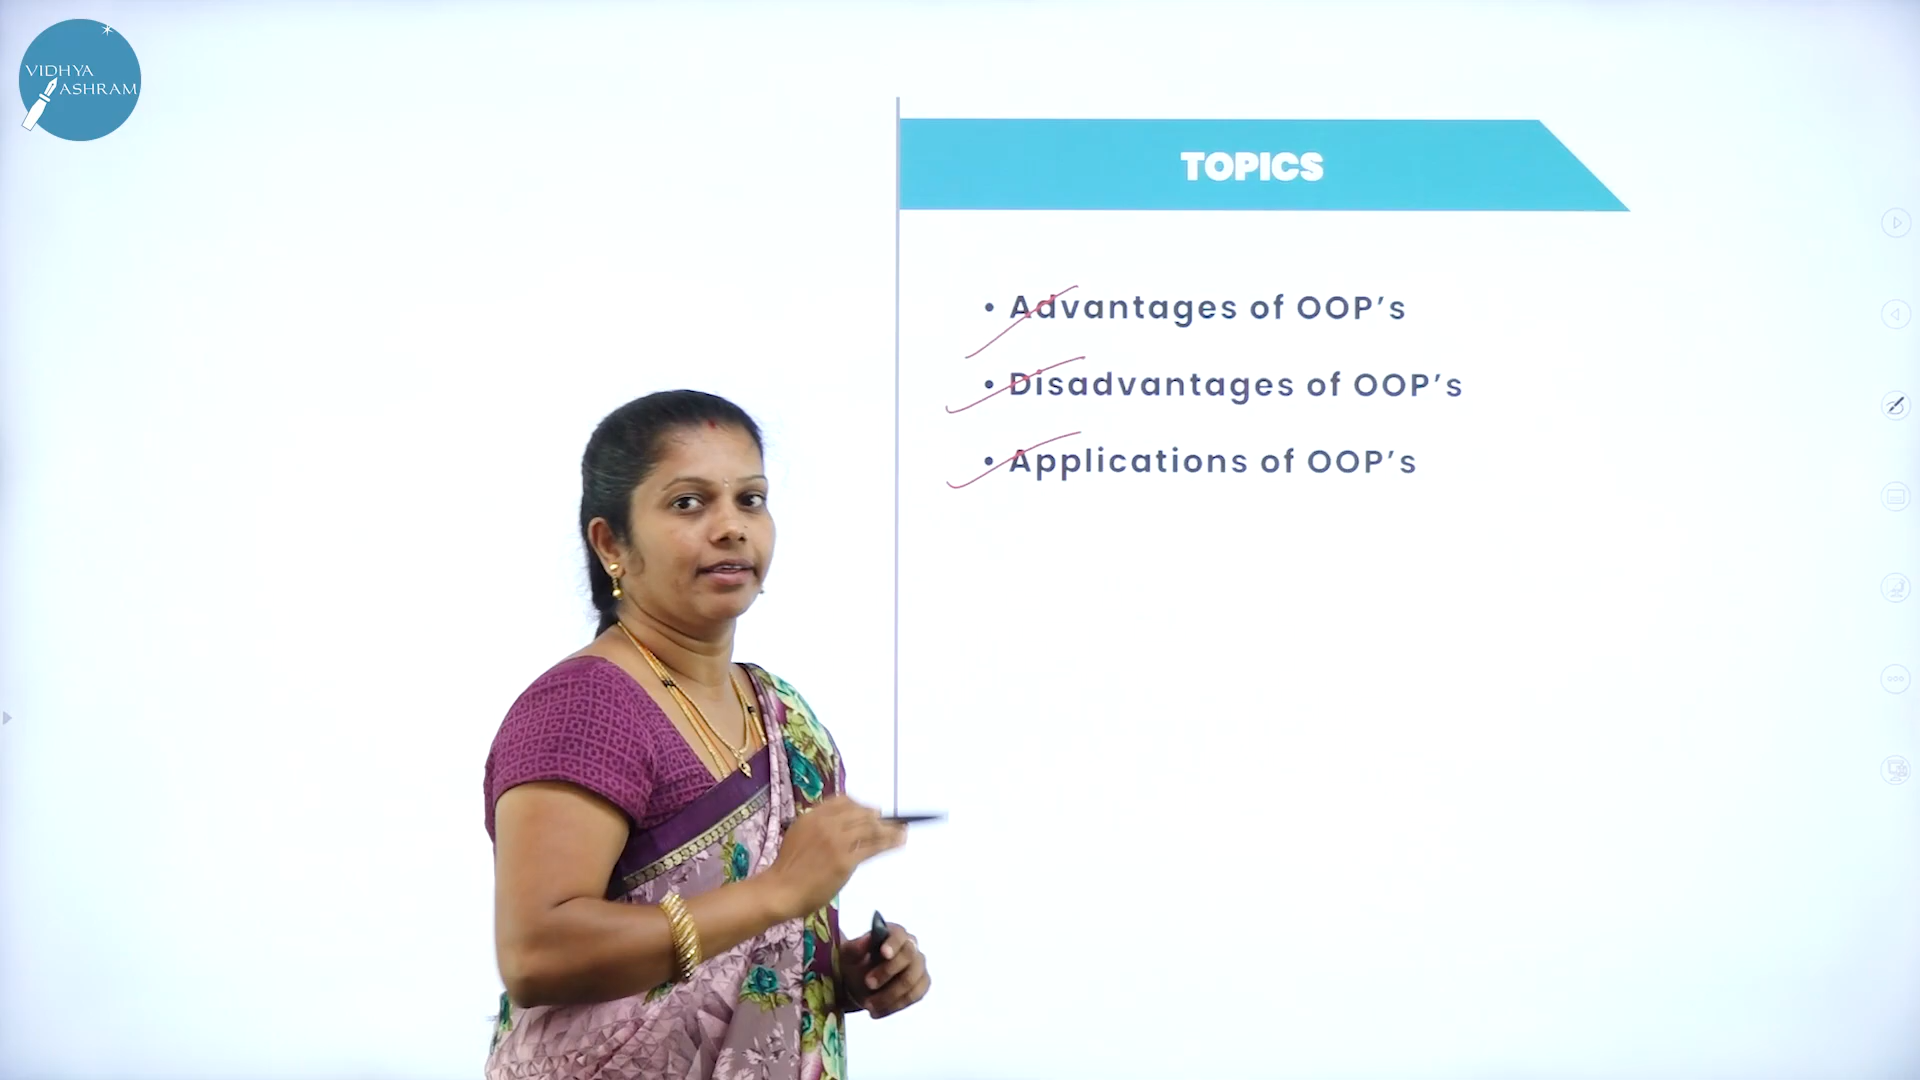 VIDHYA
ASHRAM
TOPICS
• Advantages of OOP’s
• Disadvantages of OOP’s
• Applications of OOP’s